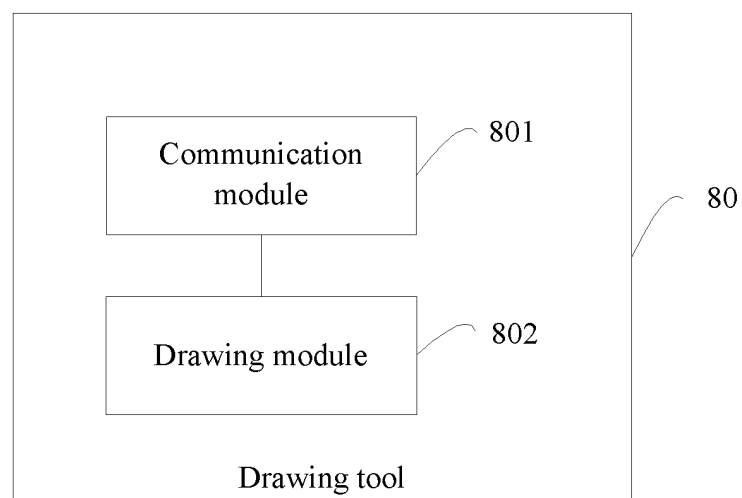 Communication
module
801
80
Drawing module
802
Drawing tool